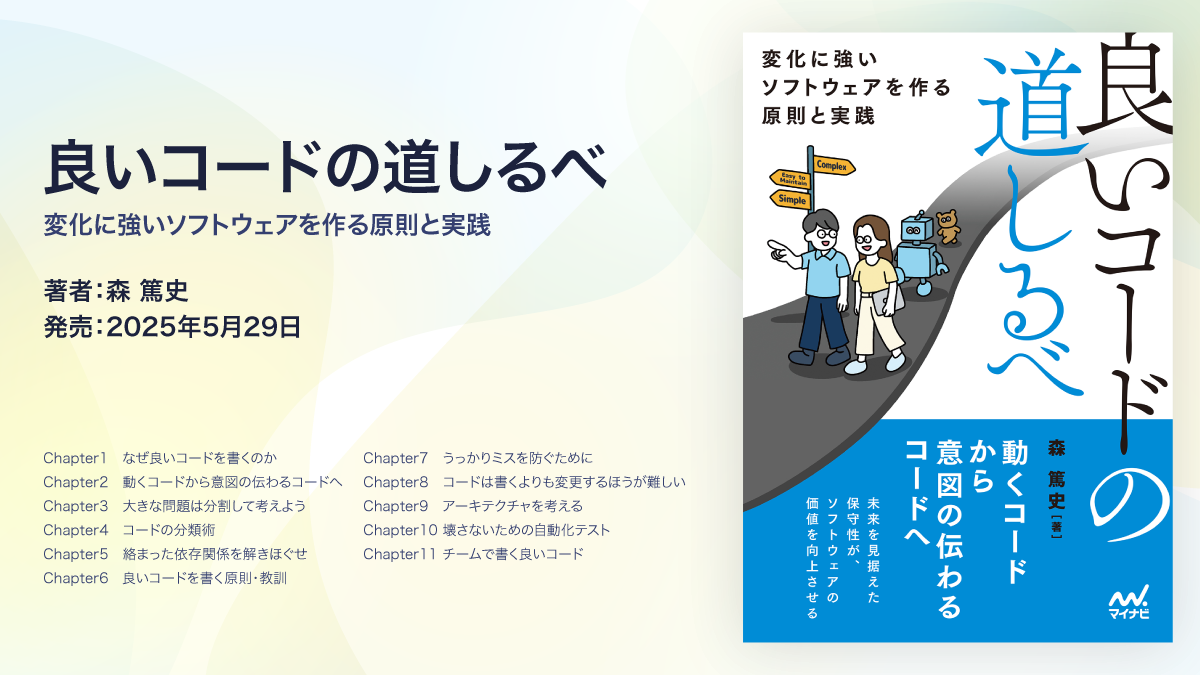 良いコードの道しるべ
変化に強いソフトウェアを作る原則と実践
著者：森 篤史
発売：2025年5月29日
Chapter1 なぜ良いコードを書くのか
Chapter2 動くコードから意図の伝わるコードへ
Chapter3 大きな問題は分割して考えよう
Chapter4 コードの分類術
Chapter5 絡まった依存関係を解きほぐせ
Chapter6 良いコードを書く原則・教訓
Chapter7 うっかりミスを防ぐために
Chapter8 コードは書くよりも変更するほうが難しい
Chapter9 アーキテクチャを考える
Chapter10 壊さないための自動化テスト
Chapter11 チームで書く良いコード
変化に強い
ソフトウェアを作る
原則と実践
良いコードの
道しるべ
Complex
Easy to
Maintain
Simple
森 篤史［著］
動くコード
から
意図の伝わる
コードへ
未来を見据えた
保守性が、
ソフトウェアの
価値を向上させる
マイナビ